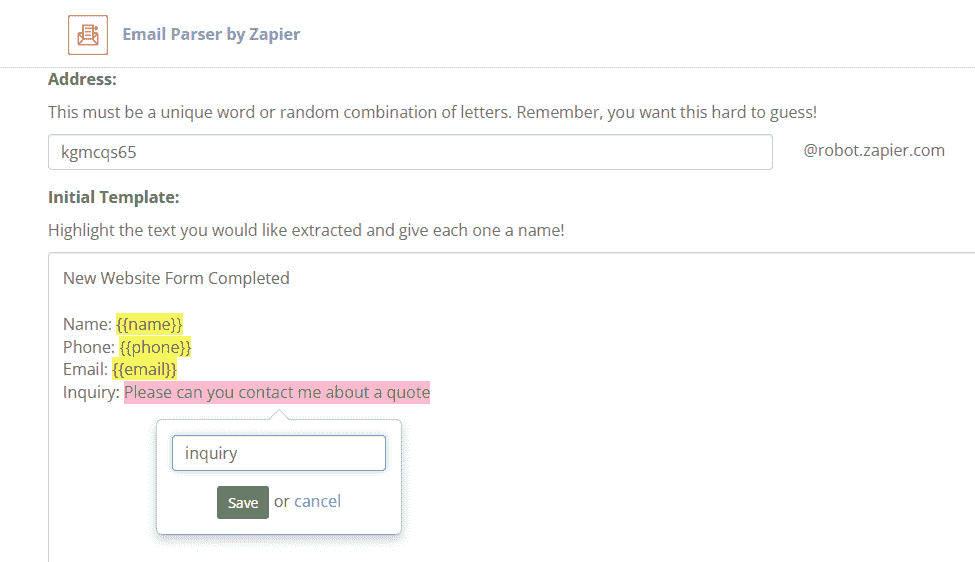 Email Parser by Zapier
Address:
This must be a unique word or random combination of letters. Remember, you want this hard to guess!
kgmcqs65
@robot.zapier.com
Initial Template:
Highlight the text you would like extracted and give each one a name!
New Website Form Completed
Name: {{name}}
Phone: {{phone}}
Email: {{email}}
Inquiry: Please can you contact me about a quote
inquiry
Save or cancel